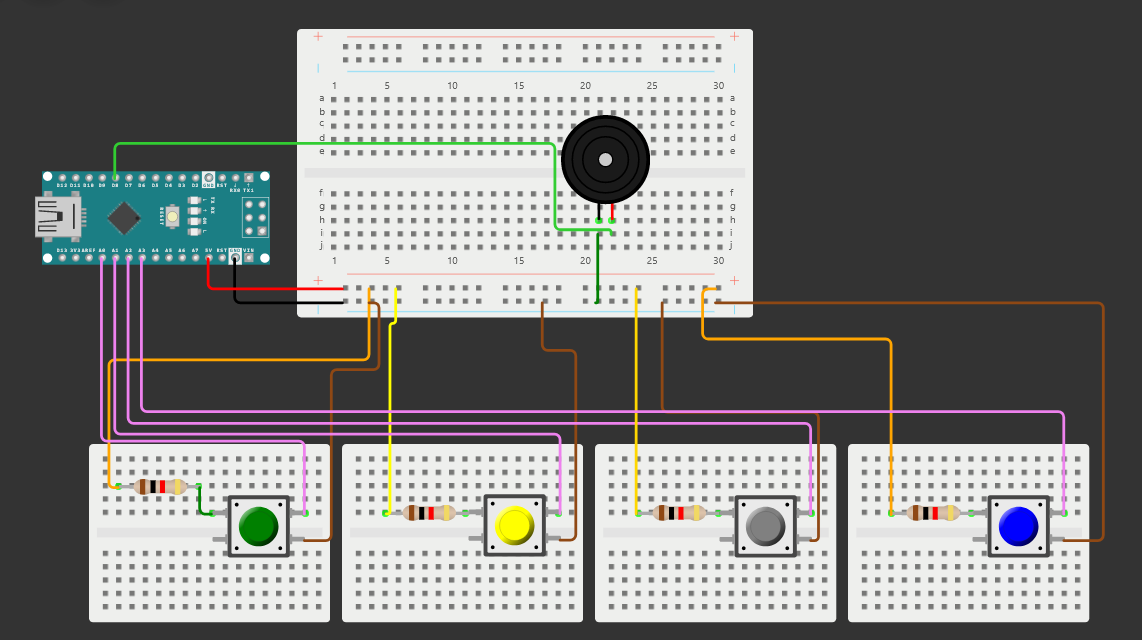 + +
1 5 10 15 20 25 30
a a
b b
c c
d d
e e
D12 D11 D10 D9 D8 D7 D6 D5 D4 D3 D2 GND RST
RX0 TX1
RESET
TX RX ON L
f f
g g
h h
i i
j j
D13 3V3 AREF A0 A1 A2 A3 A4 A5 A6 A7 5V RST GND VIN
1 5 10 15 20 25 30
+ +